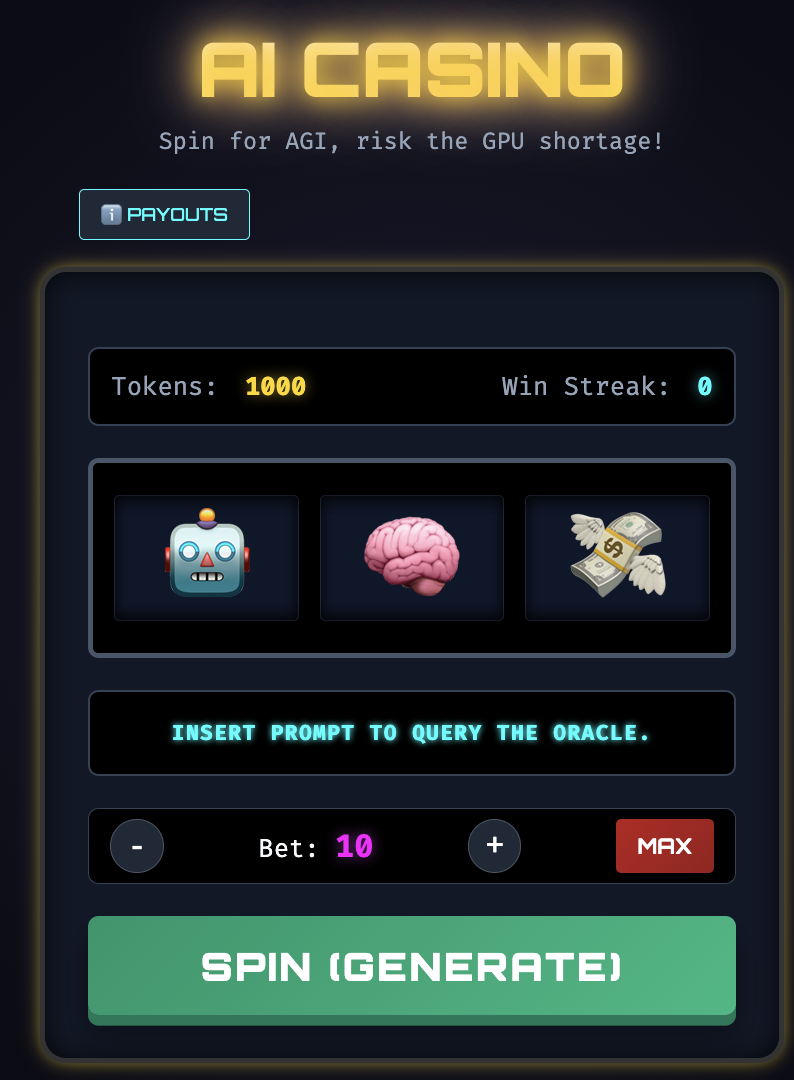 AI CASINO
Spin for AGI, risk the GPU shortage!
ℹ️ PAYOUTS
Tokens: 1000 Win Streak: 0
INSERT PROMPT TO QUERY THE ORACLE.
- Bet: 10 + MAX
SPIN (GENERATE)